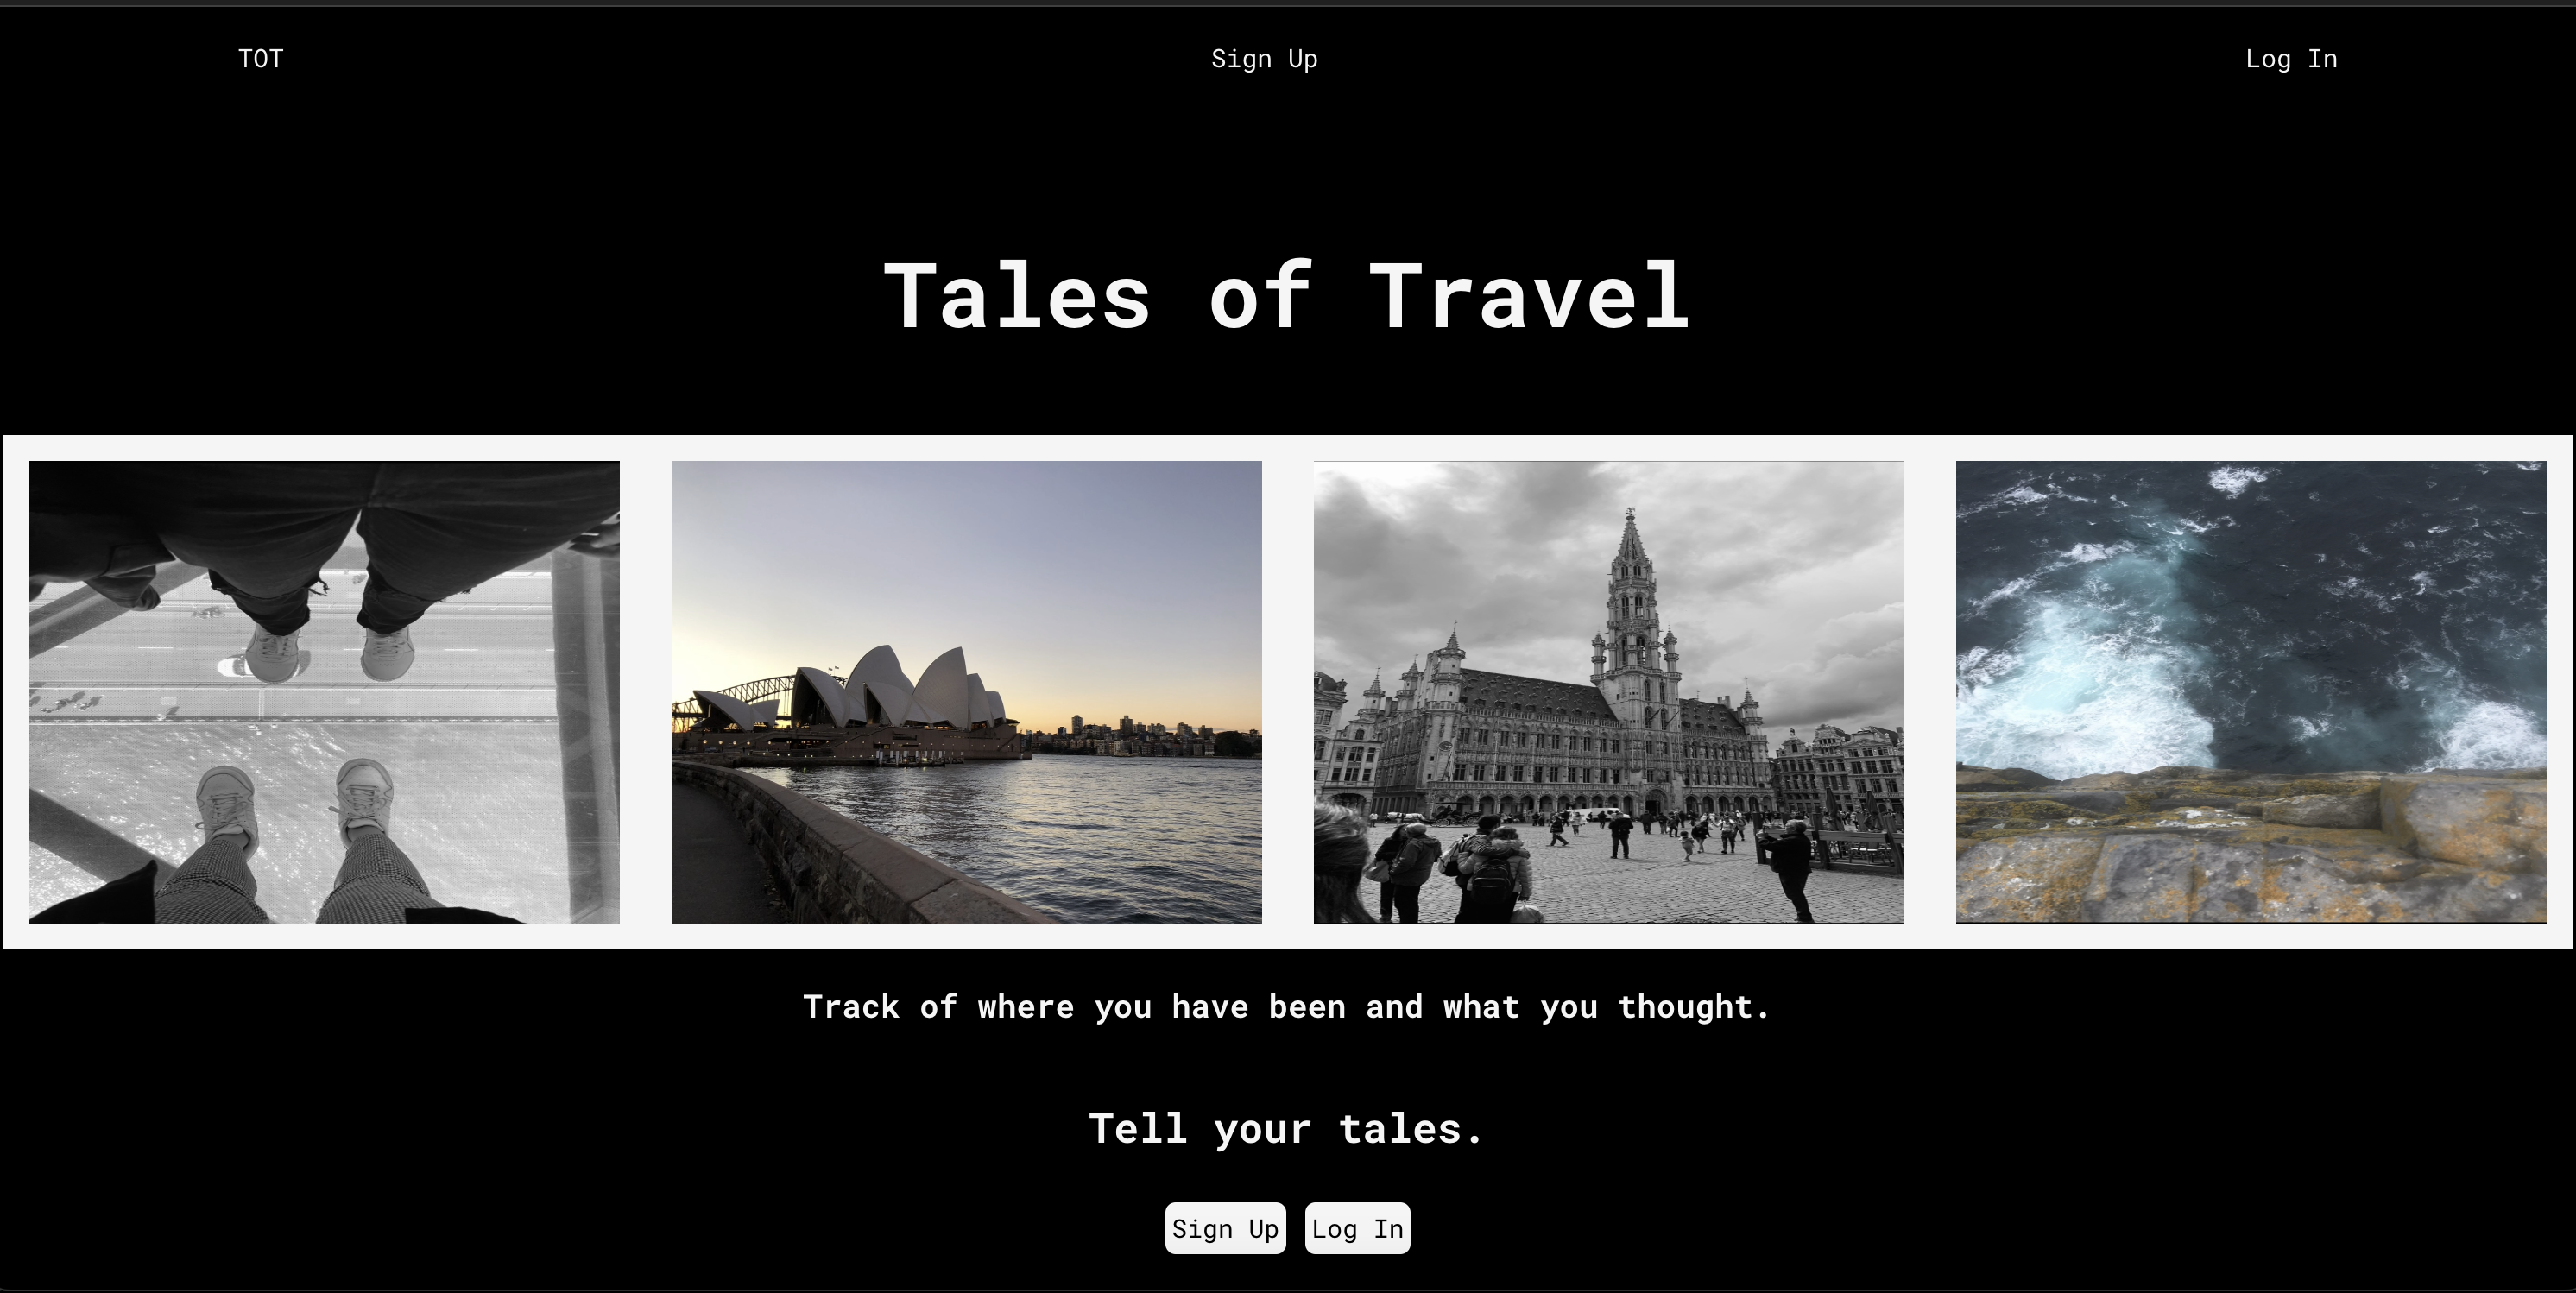 TOT
Sign Up
Log In
Tales of Travel
Track of where you have been and what you thought.
Tell your tales.
Sign Up
Log In